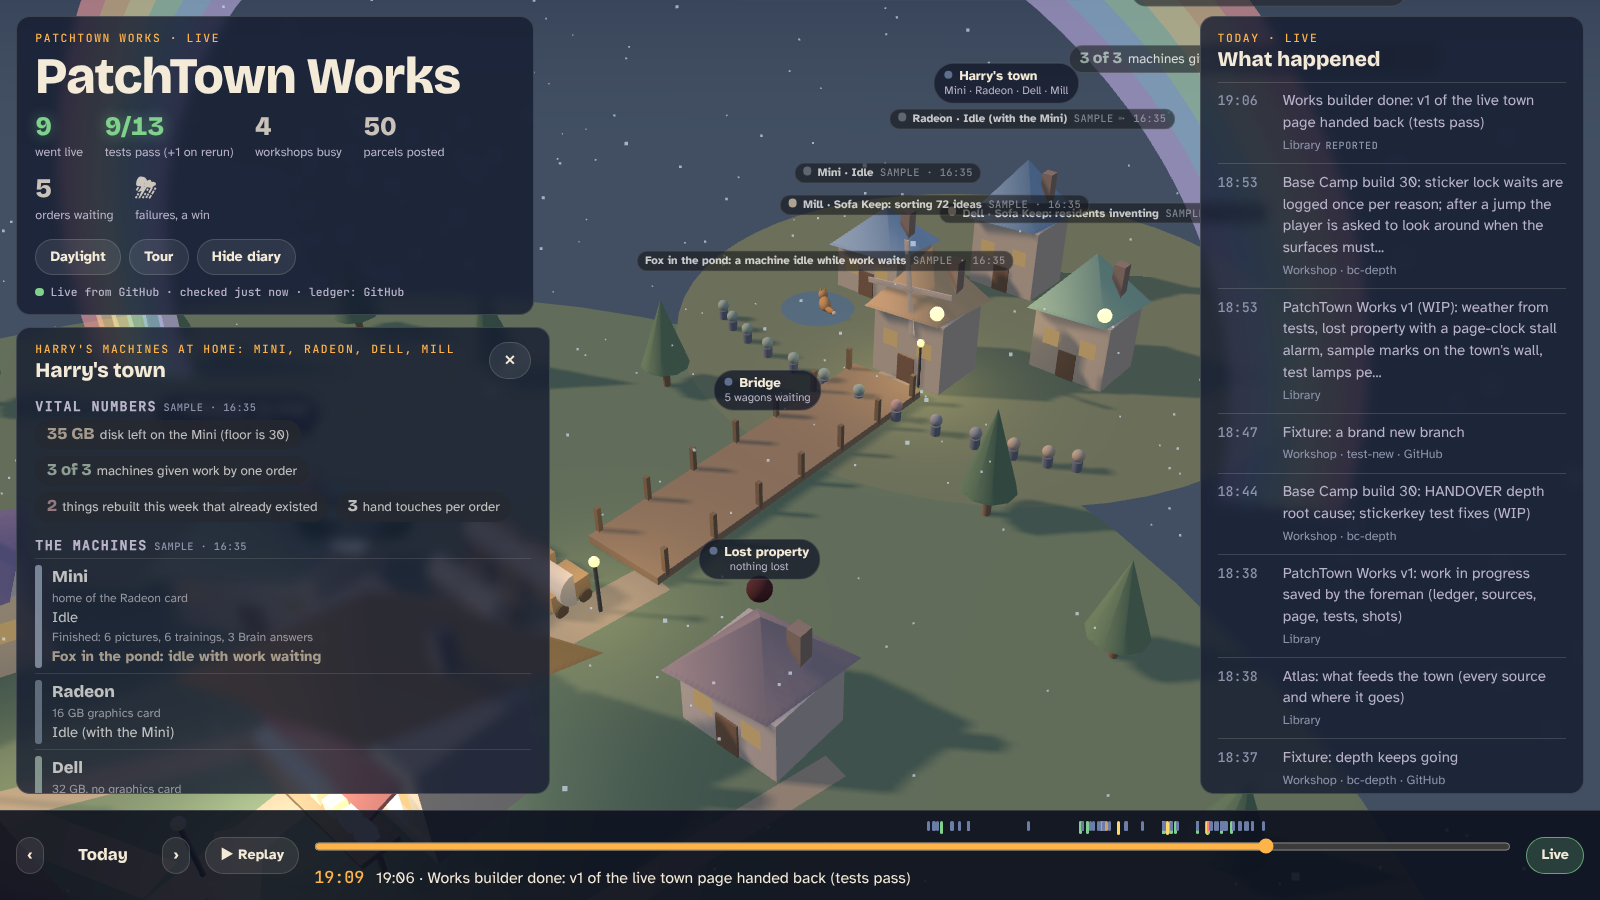 PATCHTOWN WORKS · LIVE
PatchTown Works
9 went live
9/13 tests pass (+1 on rerun)
4 workshops busy
50 parcels posted
5 orders waiting
failures, a win
Daylight
Tour
Hide diary
Live from GitHub · checked just now · ledger: GitHub
HARRY'S MACHINES AT HOME: MINI, RADEON, DELL, MILL
Harry's town
×
VITAL NUMBERS SAMPLE · 16:35
35 GB disk left on the Mini (floor is 30)
3 of 3 machines given work by one order
2 things rebuilt this week that already existed
3 hand touches per order
THE MACHINES SAMPLE · 16:35
Mini
home of the Radeon card
Idle
Finished: 6 pictures, 6 trainings, 3 Brain answers
Fox in the pond: idle with work waiting
Radeon
16 GB graphics card
Idle (with the Mini)
Dell
32 GB, no graphics card
3 of 3 machines gi
Harry's town
Mini · Radeon · Dell · Mill
Radeon · Idle (with the Mini) SAMPLE · 16:35
Mini · Idle SAMPLE · 16:35
Mill · Sofa Keep: sorting 72 ideas SAMPLE · 16:35
Dell · Sofa Keep: residents inventing SAMPL
Fox in the pond: a machine idle while work waits SAMPLE · 16:35
Bridge
5 wagons waiting
Lost property
nothing lost
TODAY · LIVE
What happened
19:06 Works builder done: v1 of the live town
page handed back (tests pass)
Library REPORTED
18:53 Base Camp build 30: sticker lock waits are
logged once per reason; after a jump the
player is asked to look around when the
surfaces must…
Workshop · bc-depth
18:53 PatchTown Works v1 (WIP): weather from
tests, lost property with a page-clock stall
alarm, sample marks on the town's wall,
test lamps pe…
Library
18:47 Fixture: a brand new branch
Workshop · test-new · GitHub
18:44 Base Camp build 30: HANDOVER depth
root cause; stickerkey test fixes (WIP)
Workshop · bc-depth
18:38 PatchTown Works v1: work in progress
saved by the foreman (ledger, sources,
page, tests, shots)
Library
18:38 Atlas: what feeds the town (every source
and where it goes)
Library
18:37 Fixture: depth keeps going
Workshop · bc-depth · GitHub
‹
Today
›
▶ Replay
Live
19:09 19:06 · Works builder done: v1 of the live town page handed back (tests pass)